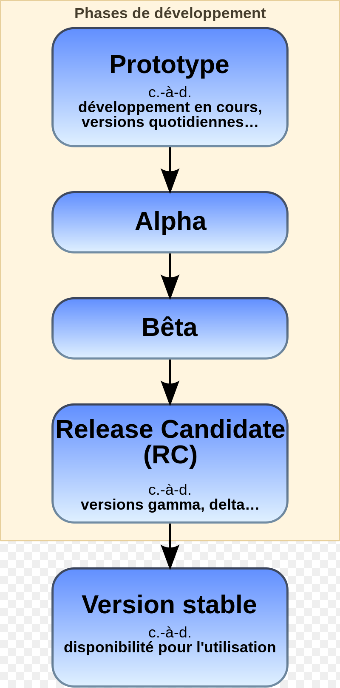 Phases de développement
Prototype
c.-à-d.
développement en cours,
versions quotidiennes…
Alpha
Bêta
Release Candidate
(RC)
c.-à-d.
versions gamma, delta…
Version stable
c.-à-d.
disponibilité pour l'utilisation